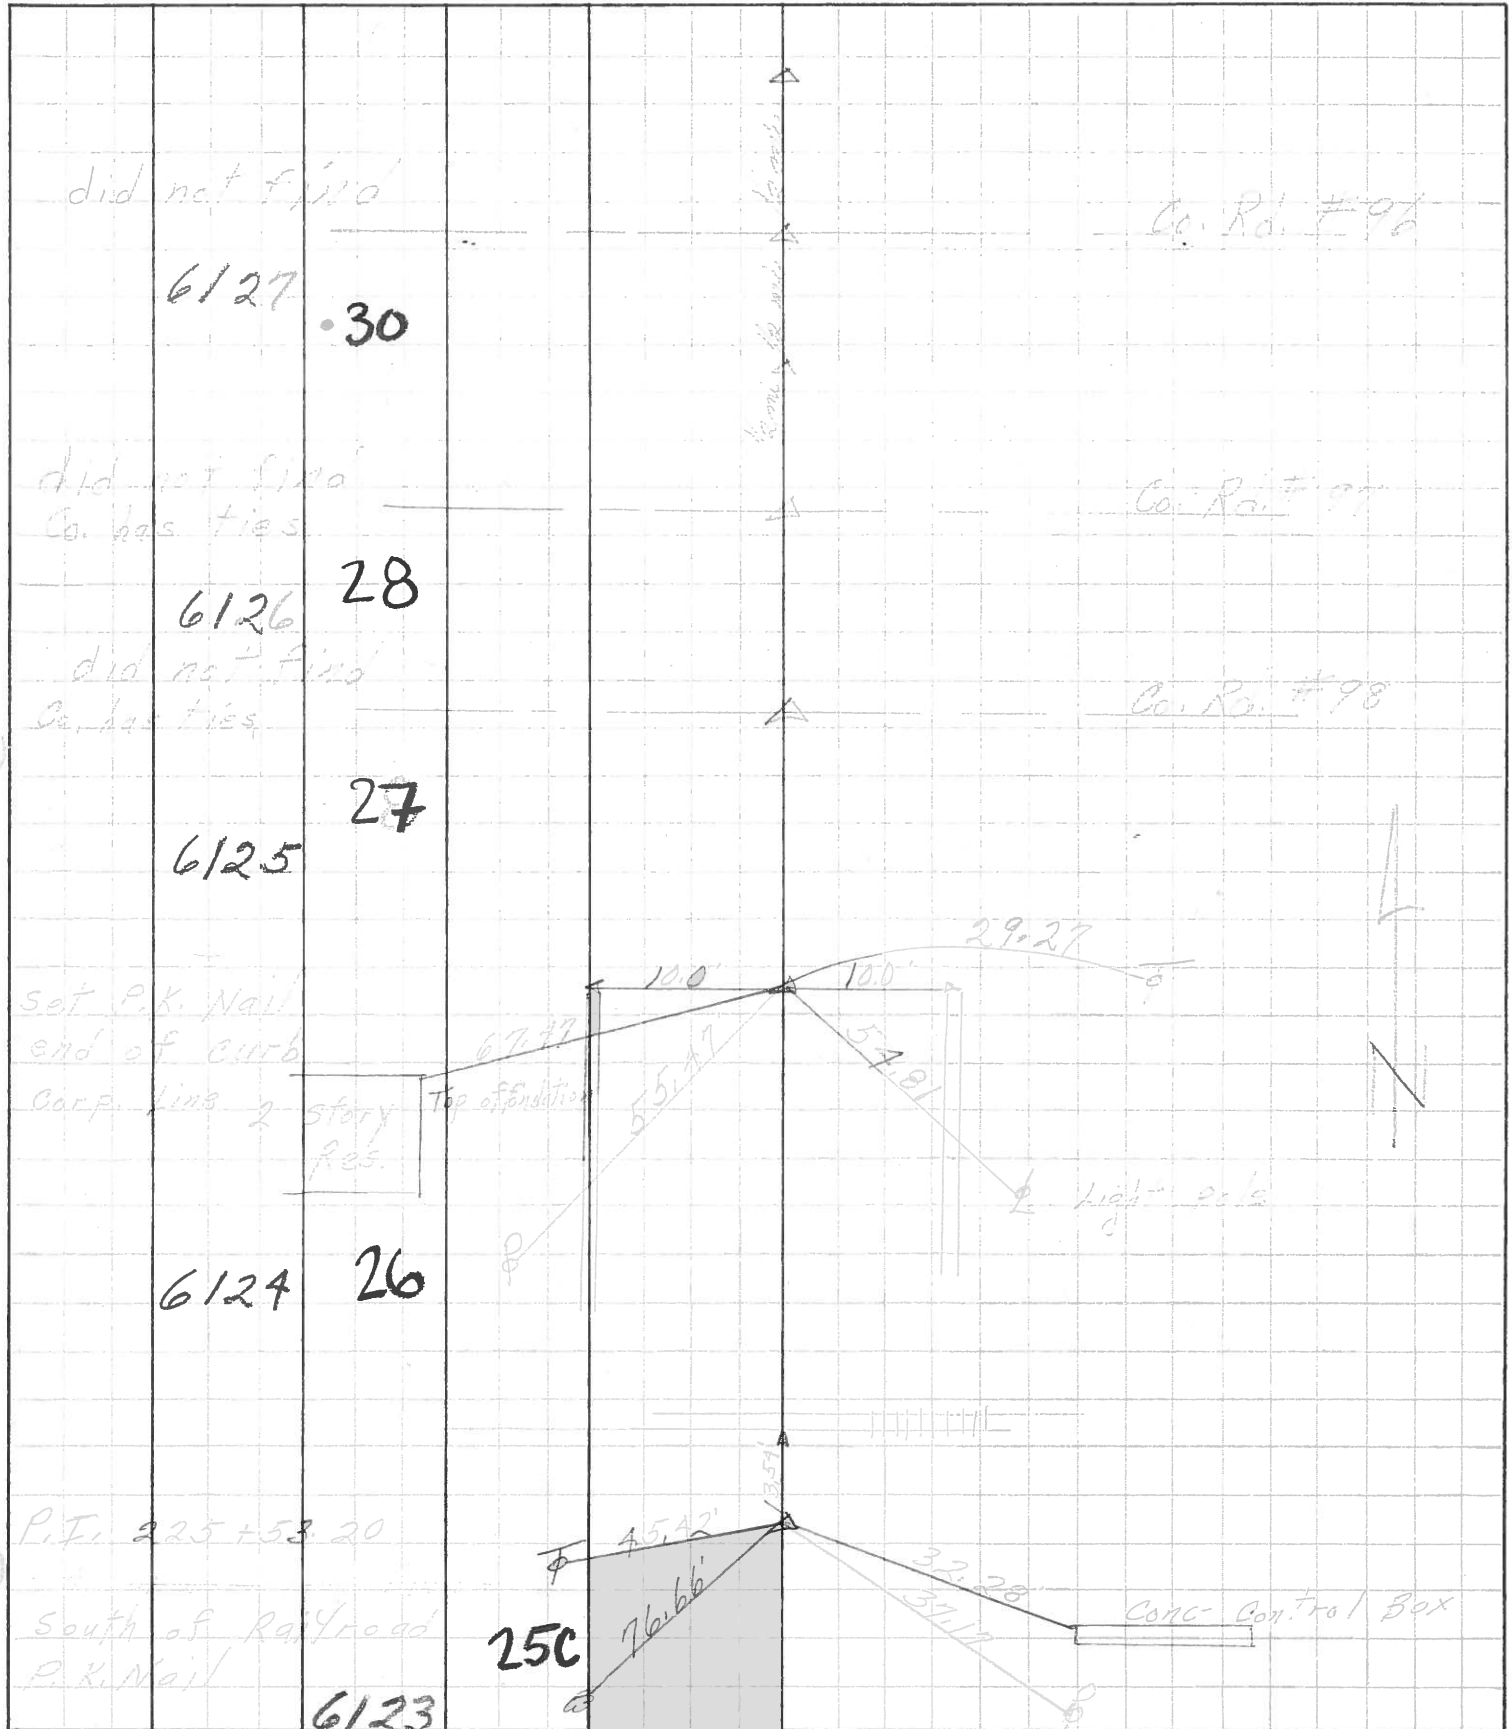 did not find
Co. Rd. #96
6127
30
did not find
Co. has ties
Co. Rd. # 97
28
6126
did not find
Co. has ties
Co. Rd. #98
27
6125
29.27
10.0'
10.0'
Set P.K. Nail
end of curb
Corp. Line
67.47
55.47
54.81
2 story
Res.
Top of
Light Pole
26
6124
13.54'
P.I. 225+53.20
45.42'
32.28'
South of Railroad
P.K. Nail
76.66'
37.17
Conc- Control Box
25C
6123